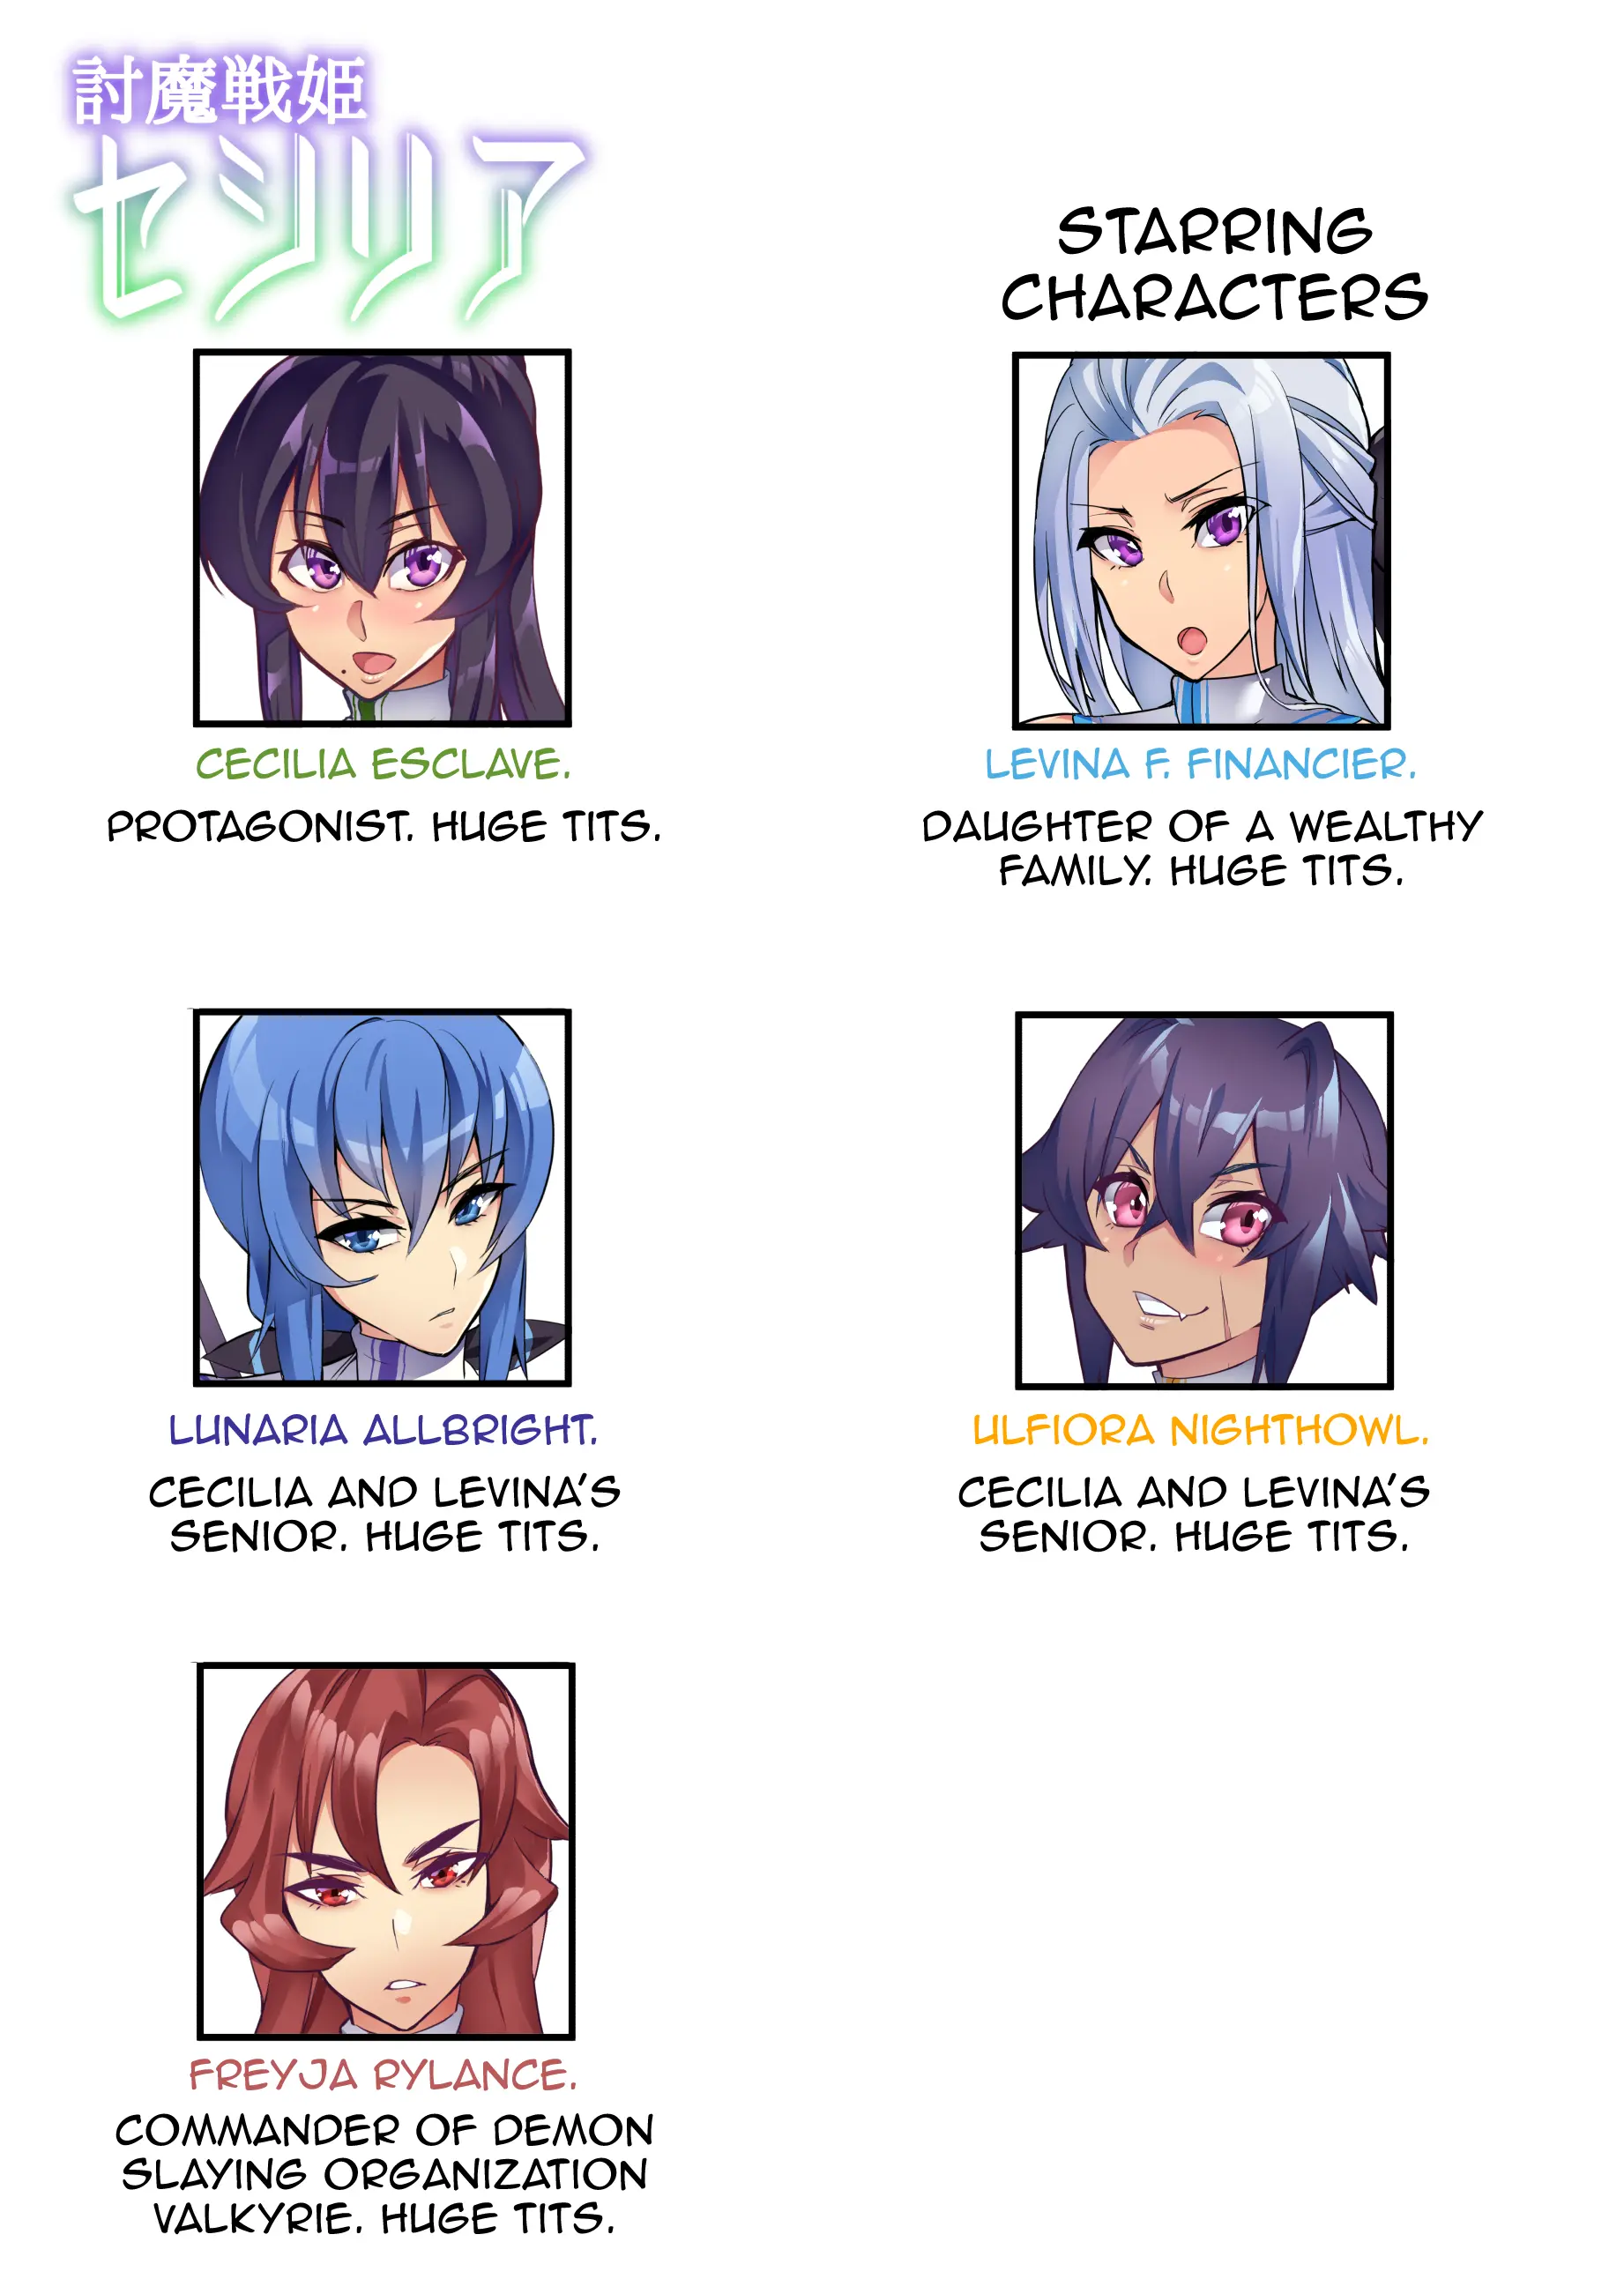 討魔戦姫
セシリア
STARRING
CHARACTERS
CECILIA ESCLAVE.
PROTAGONIST. HUGE TITS.
LEVINA F. FINANCIER.
DAUGHTER OF A WEALTHY
FAMILY. HUGE TITS.
LUNARIA ALLBRIGHT.
CECILIA AND LEVINA'S
SENIOR. HUGE TITS.
ULFIORA NIGHTHOWL.
CECILIA AND LEVINA'S
SENIOR. HUGE TITS.
FREYJA RYLANCE.
COMMANDER OF DEMON
SLAYING ORGANIZATION
VALKYRIE. HUGE TITS.